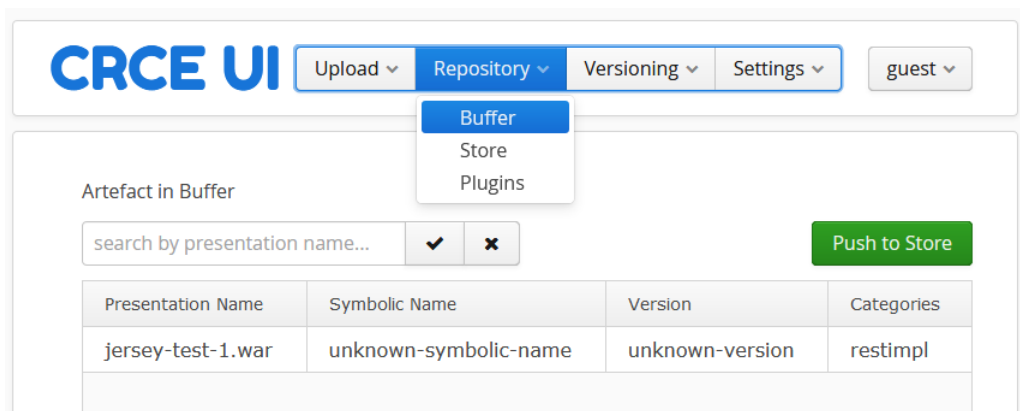 CRCE UI Upload Repository Versioning Settings guest
Buffer
Store
Plugins
Artefact in Buffer
search by presentation name... Push to Store
Presentation Name Symbolic Name Version Categories
jersey-test-1.war unknown-symbolic-name unknown-version restimpl